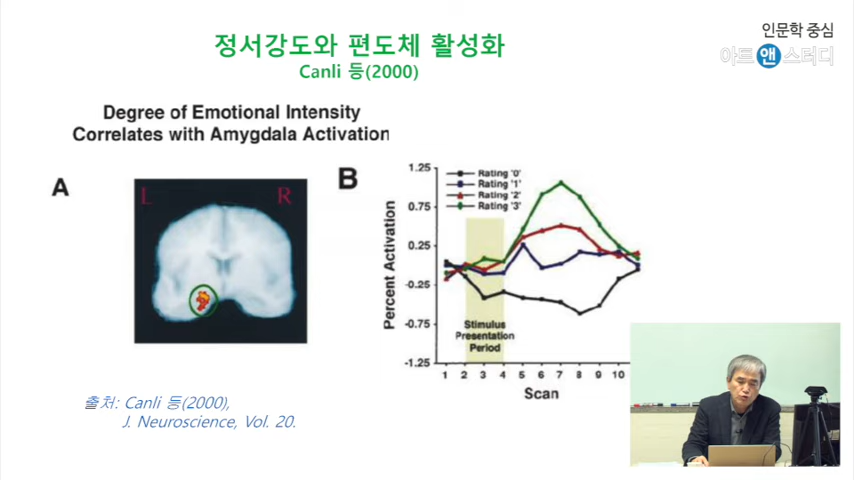 인문학 중심
아트앤스터디
정서강도와 편도체 활성화
Canli 등(2000)
Degree of Emotional Intensity
Correlates with Amygdala Activation
A
L R
B
Percent Activation
1.25
0.75
0.25
-0.25
-0.75
-1.25
Rating '0'
Rating '1'
Rating '2'
Rating '3'
Stimulus
Presentation
Period
1 2 3 4 5 6 7 8 9 10
Scan
출처: Canli 등(2000),
J. Neuroscience, Vol. 20.